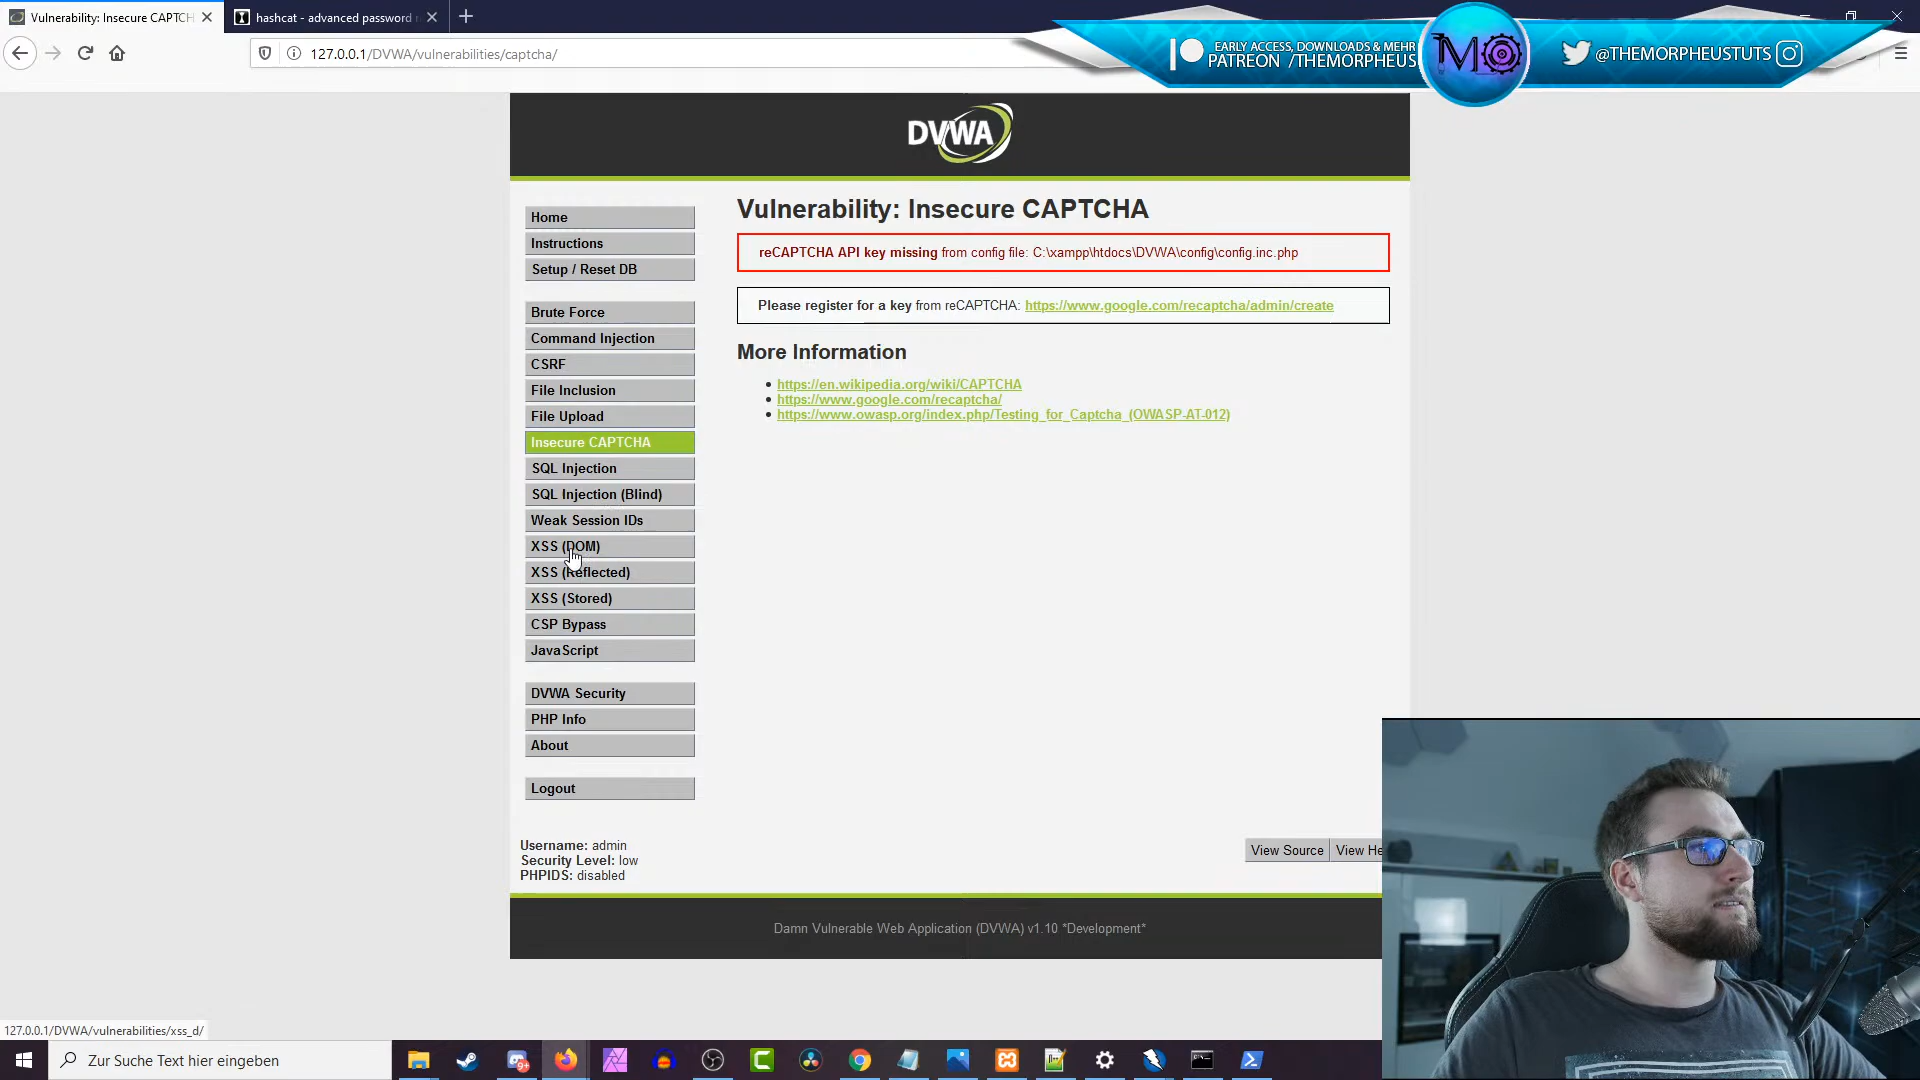 Vulnerability: Insecure CAPTCH
hashcat - advanced password
127.0.0.1/DVWA/vulnerabilities/captcha/
EARLY ACCESS, DOWNLOADS & MEHR
PATREON /THEMORPHEUS
MO
@THEMORPHEUSTUTS
DVWA
Home
Instructions
Setup / Reset DB
Brute Force
Command Injection
CSRF
File Inclusion
File Upload
Insecure CAPTCHA
SQL Injection
SQL Injection (Blind)
Weak Session IDs
XSS (DOM)
XSS (Reflected)
XSS (Stored)
CSP Bypass
JavaScript
DVWA Security
PHP Info
About
Logout
Vulnerability: Insecure CAPTCHA
reCAPTCHA API key missing from config file: C:\xampp\htdocs\DVWA\config\config.inc.php
Please register for a key from reCAPTCHA: https://www.google.com/recaptcha/admin/create
More Information
https://en.wikipedia.org/wiki/CAPTCHA
https://www.google.com/recaptcha/
https://www.owasp.org/index.php/Testing_for_Captcha_(OWASP-AT-012)
Username: admin
Security Level: low
PHPIDS: disabled
View Source
View He
Damn Vulnerable Web Application (DVWA) v1.10 *Development*
127.0.0.1/DVWA/vulnerabilities/xss_d/
Zur Suche Text hier eingeben